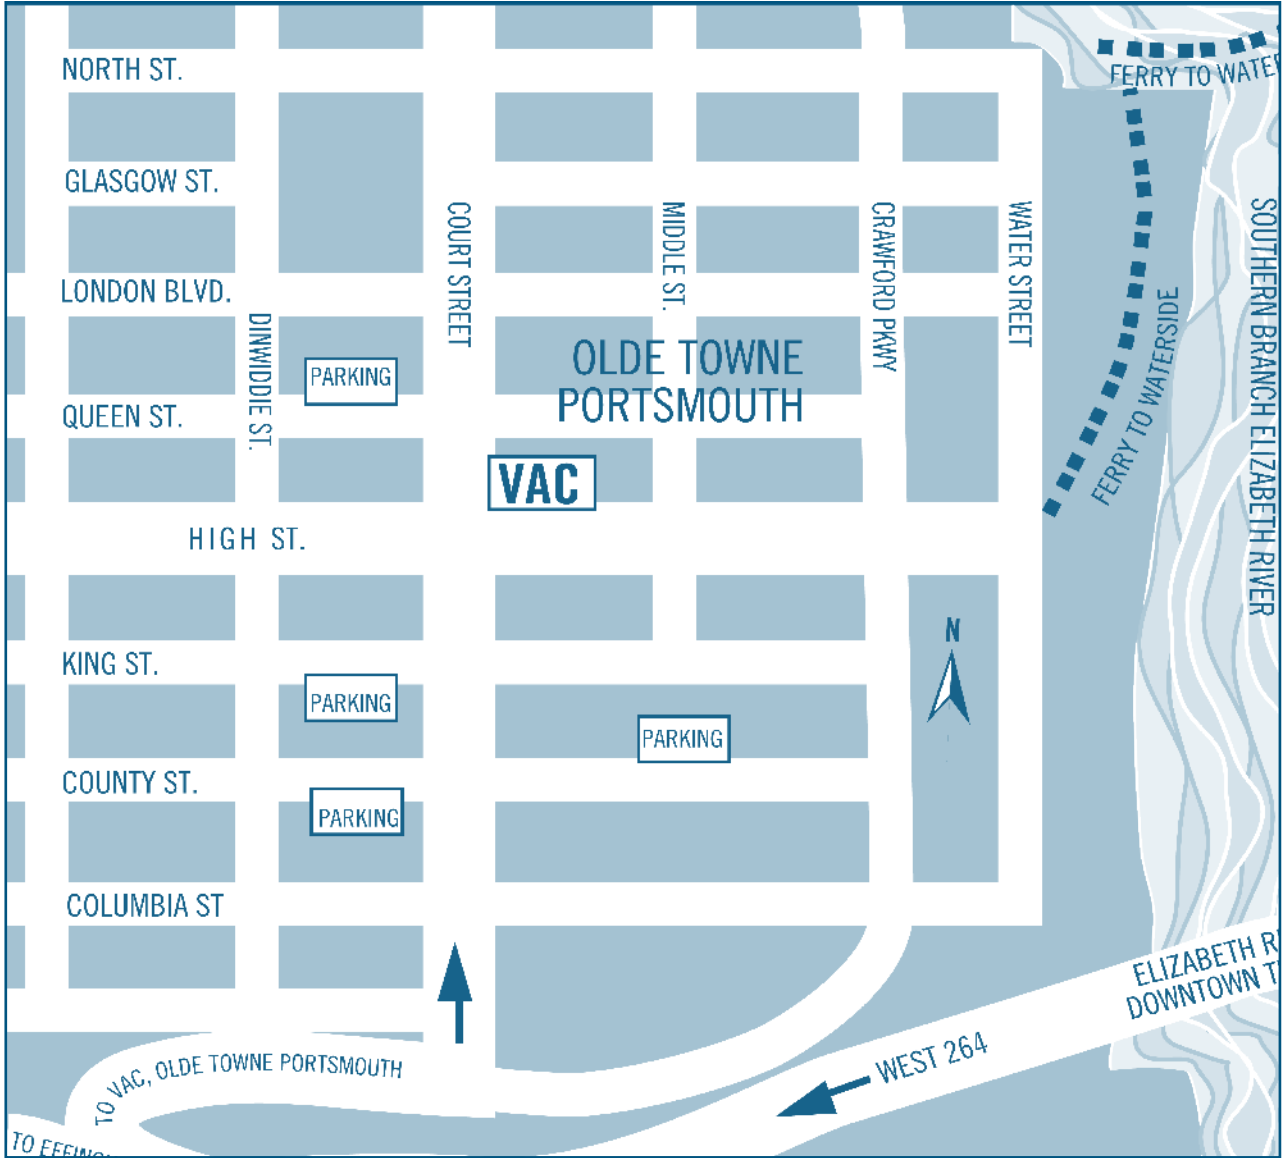 NORTH ST.
FERRY TO WATE
GLASGOW ST.
COURT STREET
MIDDLE ST.
CRAWFORD PKWY
WATER STREET
SOUTHERN BRANCH ELIZABETH RIVER
LONDON BLVD.
DINWIDDIE ST.
FERRY TO WATERSIDE
OLDE TOWNE
PORTSMOUTH
PARKING
QUEEN ST.
VAC
HIGH ST.
N
KING ST.
PARKING
PARKING
COUNTY ST.
PARKING
COLUMBIA ST
ELIZABETH R
DOWNTOWN T
WEST 264
TO VAC, OLDE TOWNE PORTSMOUTH
TO